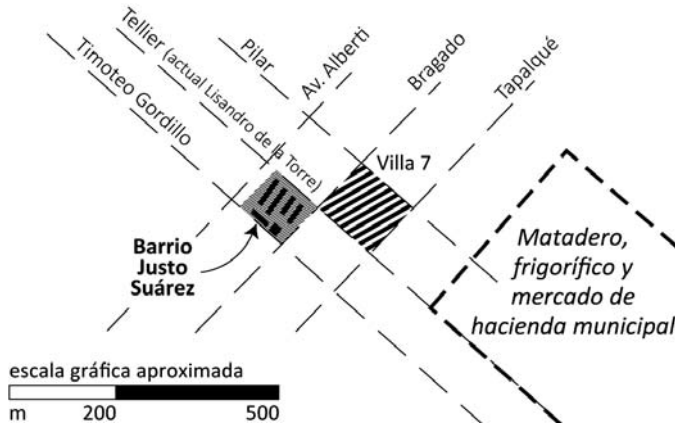 Timoteo Gordillo
Tellier (actual Lisandro de la Torre)
Pilar
Av. Alberti
Bragado
Tapalqué
Villa 7
Barrio
Justo
Suárez
Matadero,
frigorífico y
mercado de
hacienda municipal
escala gráfica aproximada
m 200 500